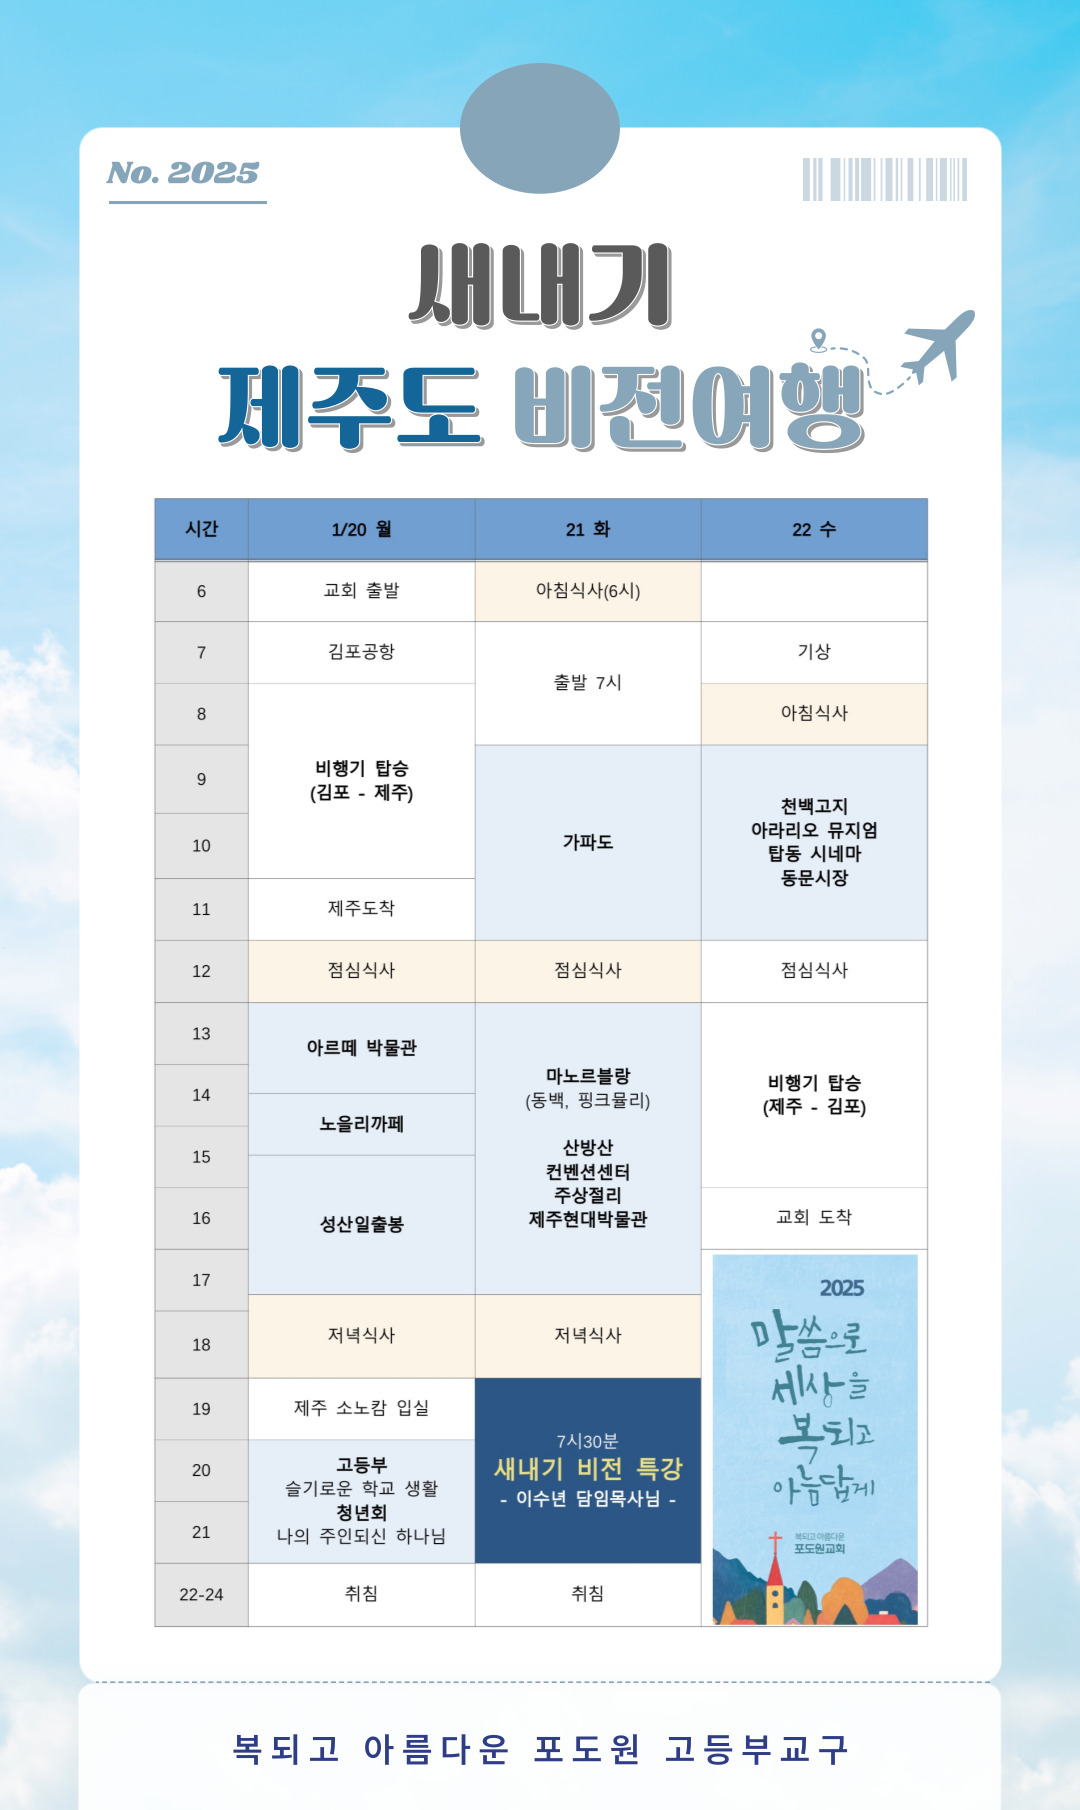 No. 2025
새내기
제주도 비전여행
시간 1/20 월 21 화 22 수
6 교회 출발 아침식사(6시)
7 김포공항 출발 7시 기상
8 아침식사
9 비행기 탑승
(김포 - 제주)
가파도
천백고지
아라리오 뮤지엄
탑동 시네마
동문시장
10
11 제주도착
12 점심식사 점심식사 점심식사
13 아르떼 박물관
14 노을리까페
마노르블랑
(동백, 핑크뮬리)
산방산
컨벤션센터
주상절리
제주현대박물관
비행기 탑승
(제주 - 김포)
15
16 성산일출봉 교회 도착
17
18 저녁식사 저녁식사
19 제주 소노캄 입실
20 고등부
슬기로운 학교 생활
청년회
나의 주인되신 하나님
7시30분
새내기 비전 특강
- 이수년 담임목사님 -
21
22-24 취침 취침
2025
말씀으로
세상을
복되고
아름답게
복되고 아름다운
포도원교회
복되고 아름다운 포도원 고등부교구